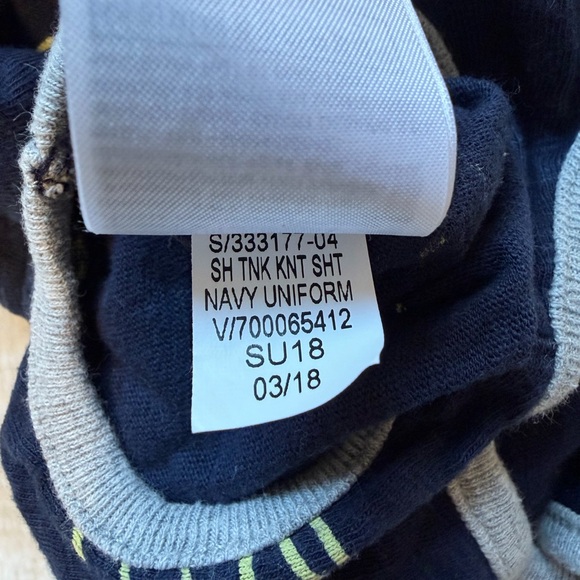 S/333177-04
SH TNK KNT SHT
NAVY UNIFORM
V/700065412
SU18
03/18